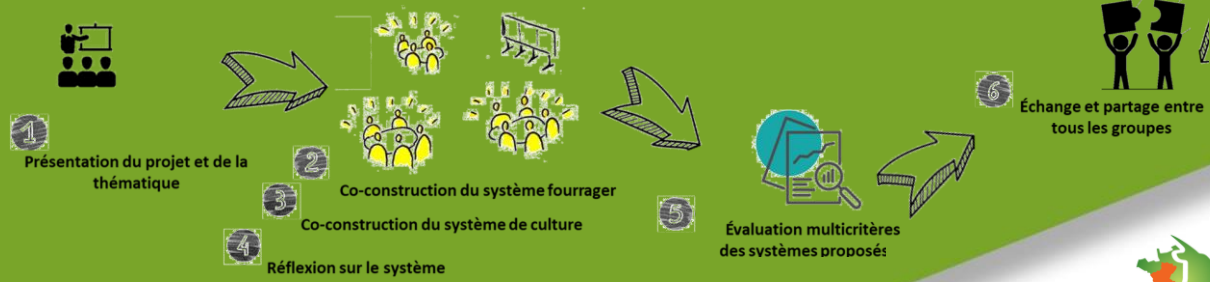 1
Présentation du projet et de la
thématique
2
Co-construction du système fourrager
3
Co-construction du système de culture
4
Réflexion sur le système
5
Évaluation multicritères
des systèmes proposés
6
Échange et partage entre
tous les groupes